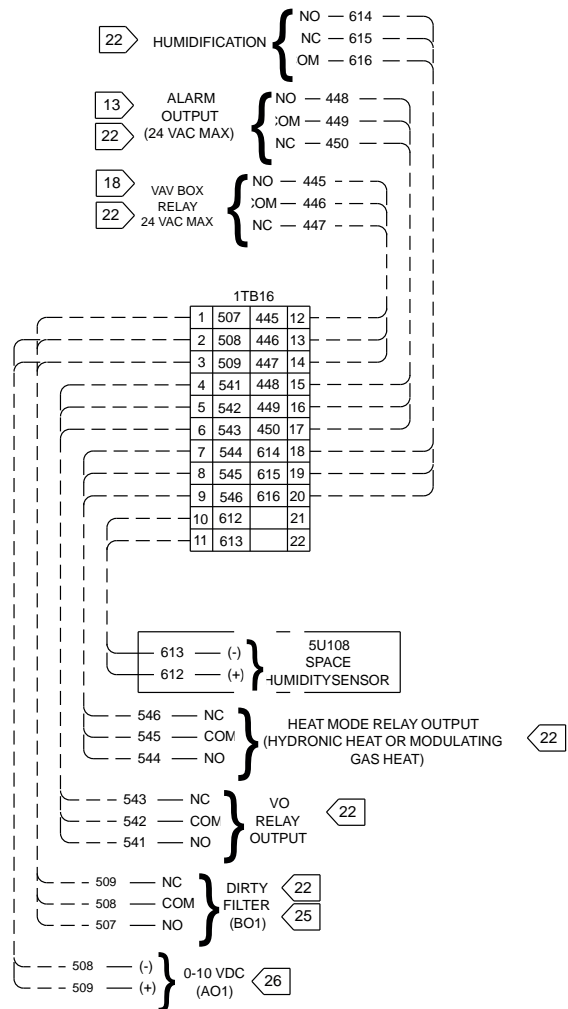 NO 614
22 HUMIDIFICATION NC 615
OM 616
13 ALARM NO 448
OUTPUT COM 449
22 (24 VAC MAX) NC 450
18 VAV BOX NO 445
RELAY COM 446
22 24 VAC MAX NC 447
1TB16
1 507 445 12
2 508 446 13
3 509 447 14
4 541 448 15
5 542 449 16
6 543 450 17
7 544 614 18
8 545 615 19
9 546 616 20
10 612 21
11 613 22
613 (-) 5U108
SPACE
612 (+) HUMIDITYSENSOR
546 NC HEAT MODE RELAY OUTPUT
545 COM (HYDRONIC HEAT OR MODULATING 22
544 NO GAS HEAT)
543 NC VO
542 COM RELAY 22
541 NO OUTPUT
509 NC DIRTY 22
508 COM FILTER
507 NO (BO1) 25
508 (-) 0-10 VDC 26
509 (+) (AO1)